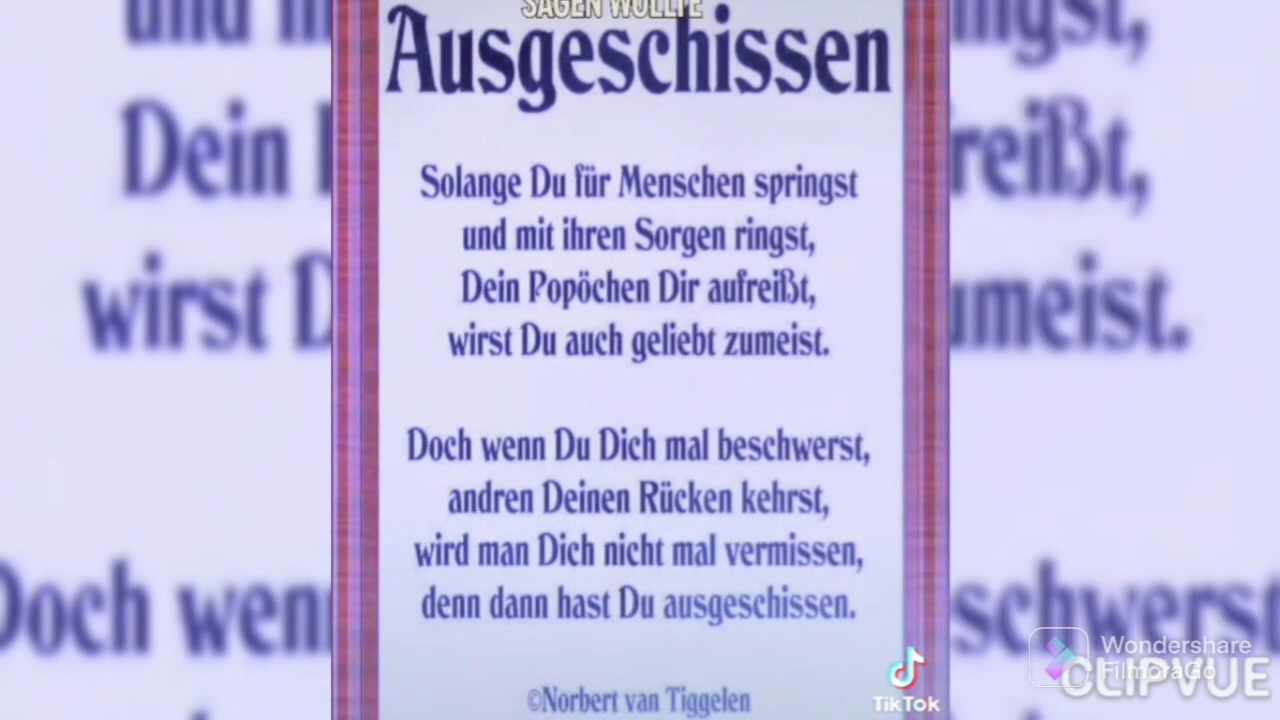 SAGEN WOLLTE
Ausgeschissen
Solange Du für Menschen springst
und mit ihren Sorgen ringst,
Dein Popöchen Dir aufreißt,
wirst Du auch geliebt zumeist.
Doch wenn Du Dich mal beschwerst,
andren Deinen Rücken kehrst,
wird man Dich nicht mal vermissen,
denn dann hast Du ausgeschissen.
©Norbert van Tiggelen
TikTok
Wondershare
FilmoraGo
CLIPVUE